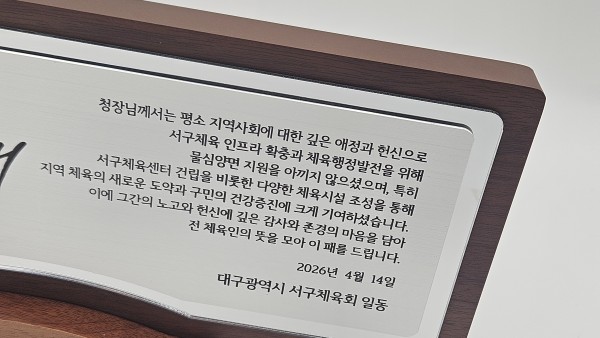 청장님께서는 평소 지역사회에 대한 깊은 애정과 헌신으로
서구체육 인프라 확충과 체육행정발전을 위해
물심양면 지원을 아끼지 않으셨으며, 특히
서구체육센터 건립을 비롯한 다양한 체육시설 조성을 통해
지역 체육의 새로운 도약과 구민의 건강증진에 크게 기여하셨습니다.
이에 그간의 노고와 헌신에 깊은 감사와 존경의 마음을 담아
전 체육인의 뜻을 모아 이 패를 드립니다.
2026년 4월 14일
대구광역시 서구체육회 일동